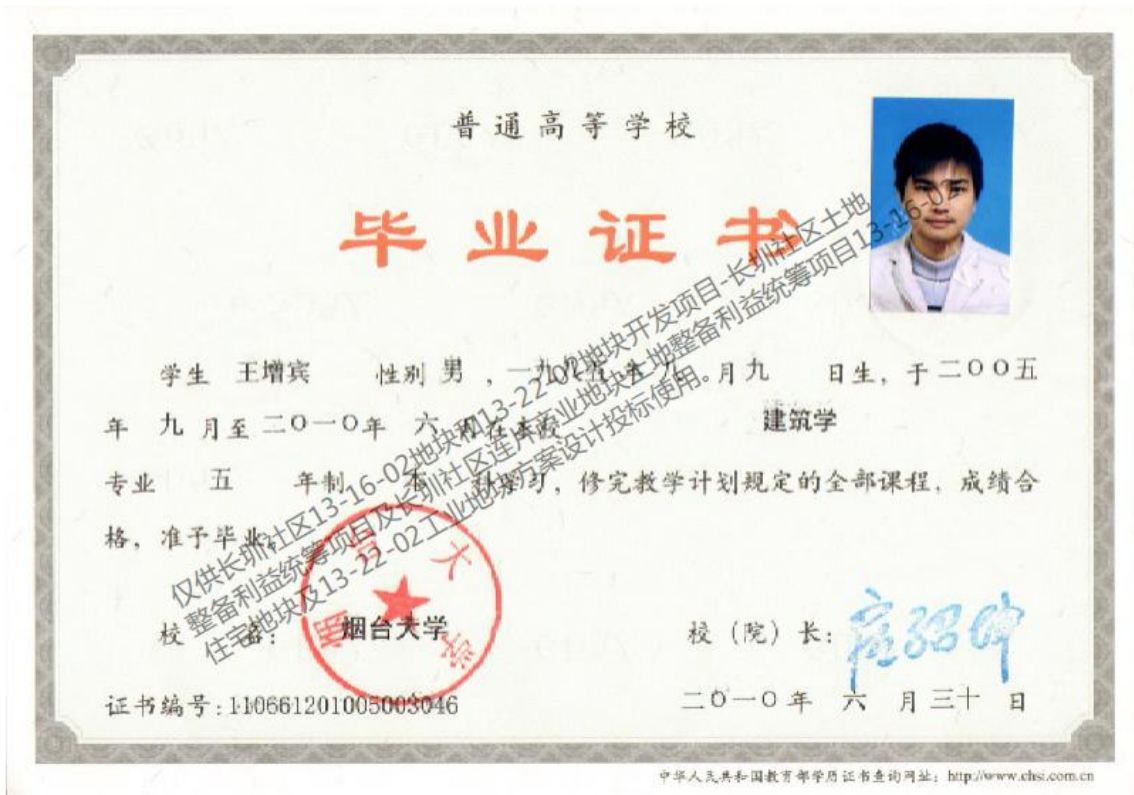 普通高等学校
毕业证书
学生 王增宾 性别 男 , 一九八 年九 月九 日生, 于二〇〇五
年 九 月至二〇一〇年 六 月在本校 建筑学
专业 五 年制 本 科学习, 修完教学计划规定的全部课程, 成绩合
格, 准予毕业。
校 名: 烟台大学
校 (院) 长:
证书编号:110661201005003046
二〇一〇年 六 月三十 日
中华人民共和国教育部学历证书查询网址: http://www.chsi.com.cn
烟台大学
仅供长圳社区13-16-02地块和13-22-02地块开发项目-长圳社区土地
整备利益统筹项目及长圳社区连片产业地块土地整备利益统筹项目13-16-02
住宅地块及13-22-02工业地块方案设计投标使用。